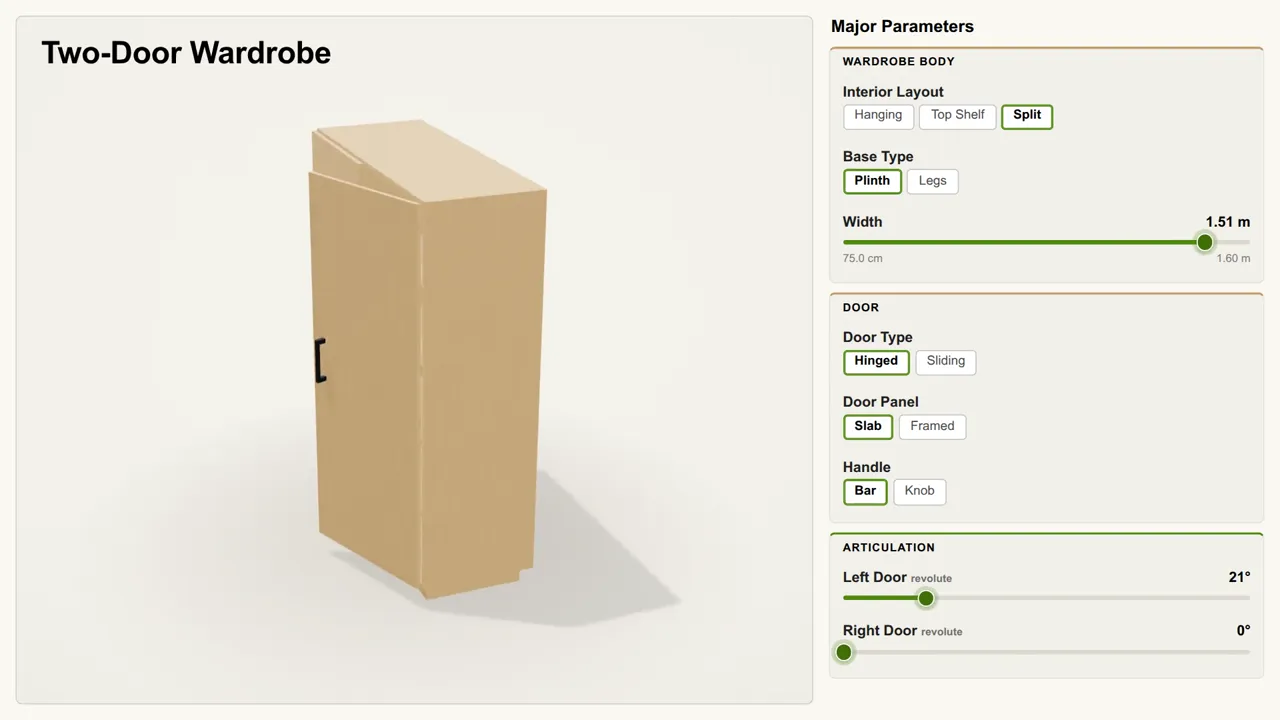 Two-Door Wardrobe
Major Parameters
WARDROBE BODY
Interior Layout
Hanging Top Shelf Split
Base Type
Plinth Legs
Width 1.51 m
75.0 cm 1.60 m
DOOR
Door Type
Hinged Sliding
Door Panel
Slab Framed
Handle
Bar Knob
ARTICULATION
Left Door revolute 21°
Right Door revolute 0°